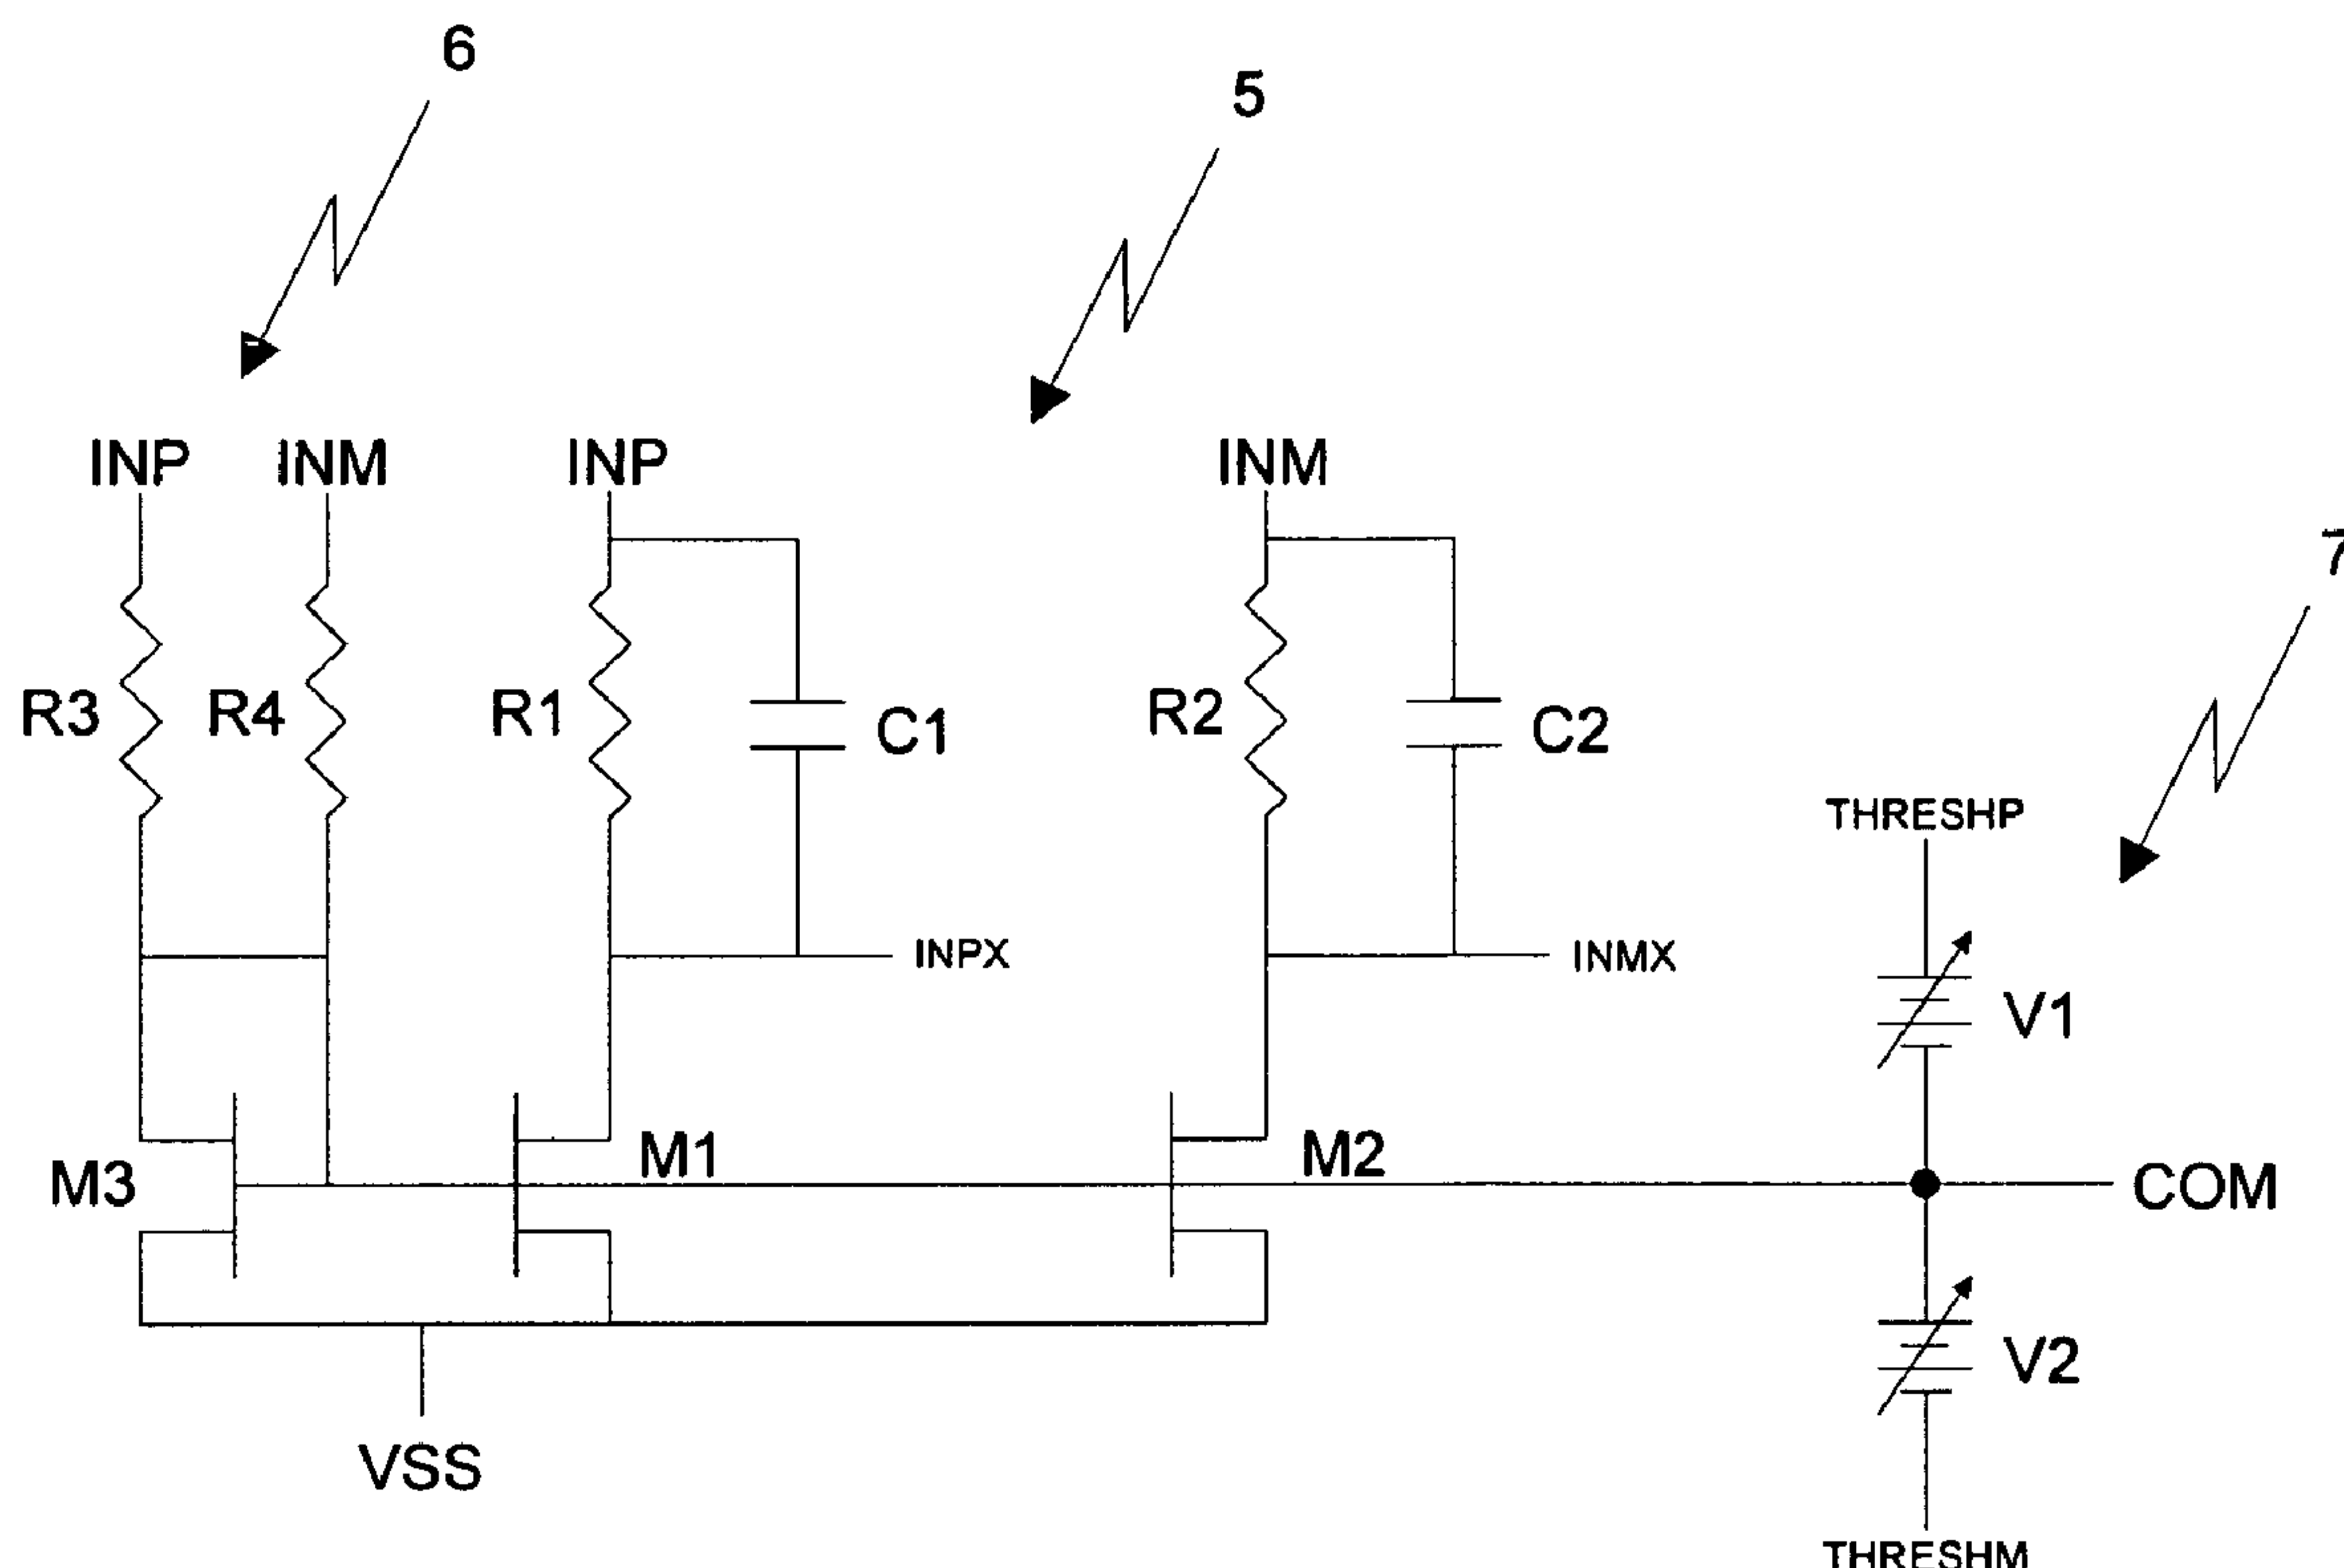 6
5
INP INM INP INM
7
R3 R4 R1 C1 R2 C2
THRESHP
INPX INMX
V1
M3 M1 M2 COM
V2
VSS
THRESHM